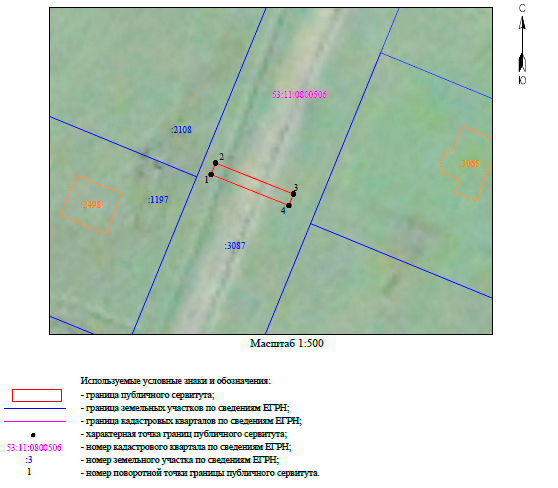 С
53:11:0800506
:2108
2
1
3
:3085
:1197
4
:3087
Ю
Масштаб 1:500
Используемые условные знаки и обозначения:
- граница публичного сервитута;
- граница земельных участков по сведениям ЕГРН;
- граница кадастровых кварталов по сведениям ЕГРН;
- характерная точка границ публичного сервитута;
53:11:0800506 - номер кадастрового квартала по сведениям ЕГРН;
:3 - номер земельного участка по сведениям ЕГРН;
1 - номер поворотной точки границы публичного сервитута.